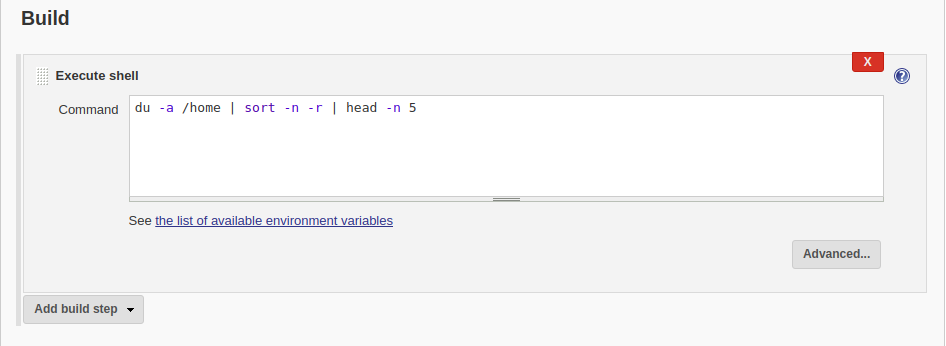 Build
X
Execute shell
?
Command
du -a /home | sort -n -r | head -n 5
See the list of available environment variables
Advanced...
Add build step